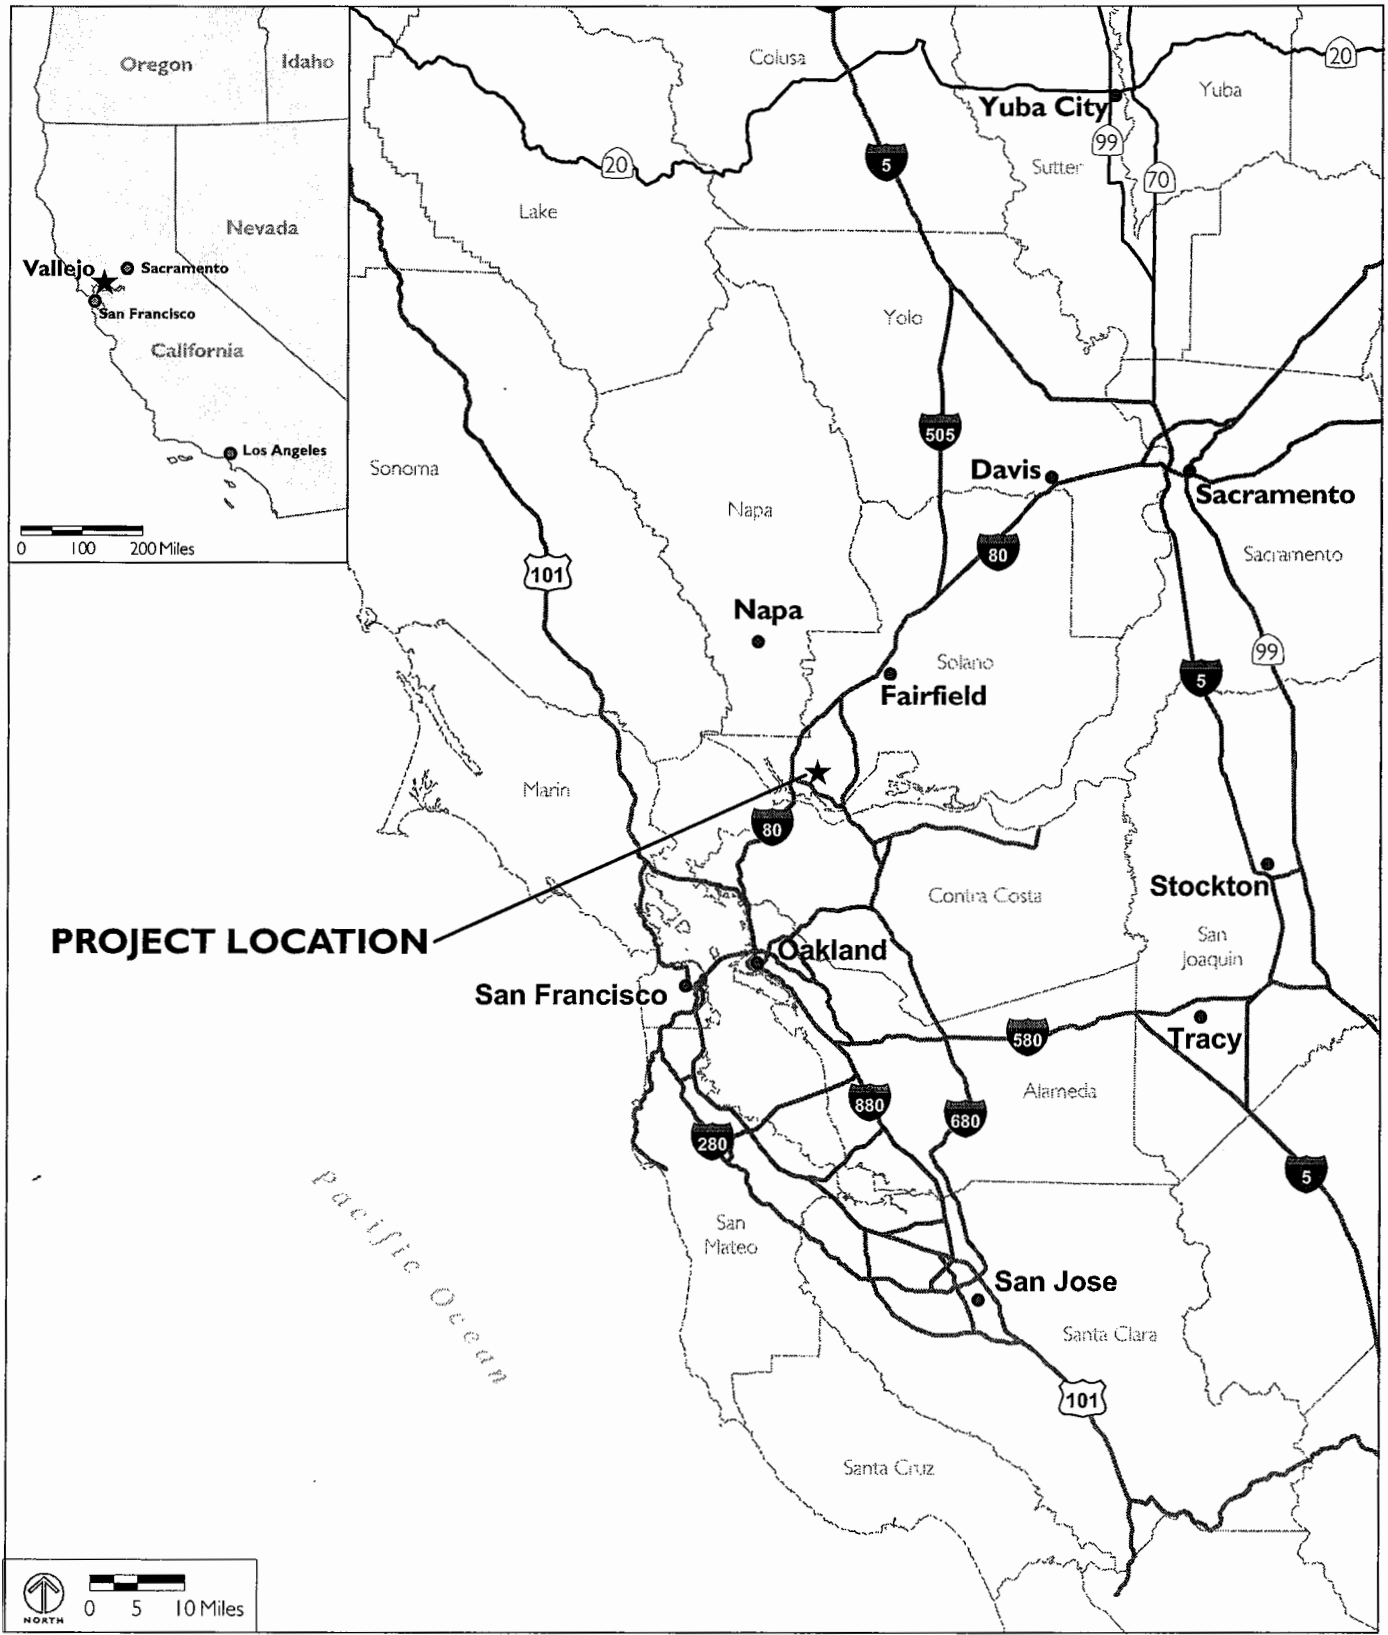 Oregon
Idaho
Nevada
Vallejo
Sacramento
San Francisco
California
Los Angeles
0 100 200 Miles
Colusa
20
Yuba City
Yuba
99
5
20
Sutter
70
Lake
Yolo
505
Sonoma
Davis
Sacramento
Napa
80
Sacramento
101
Napa
Solano
99
5
Fairfield
Marin
80
Stockton
Contra Costa
PROJECT LOCATION
Oakland
San
Joaquin
San Francisco
580
Tracy
Alameda
880
680
280
5
Pacific Ocean
San
Mateo
San Jose
Santa Clara
101
Santa Cruz
NORTH
0 5 10 Miles